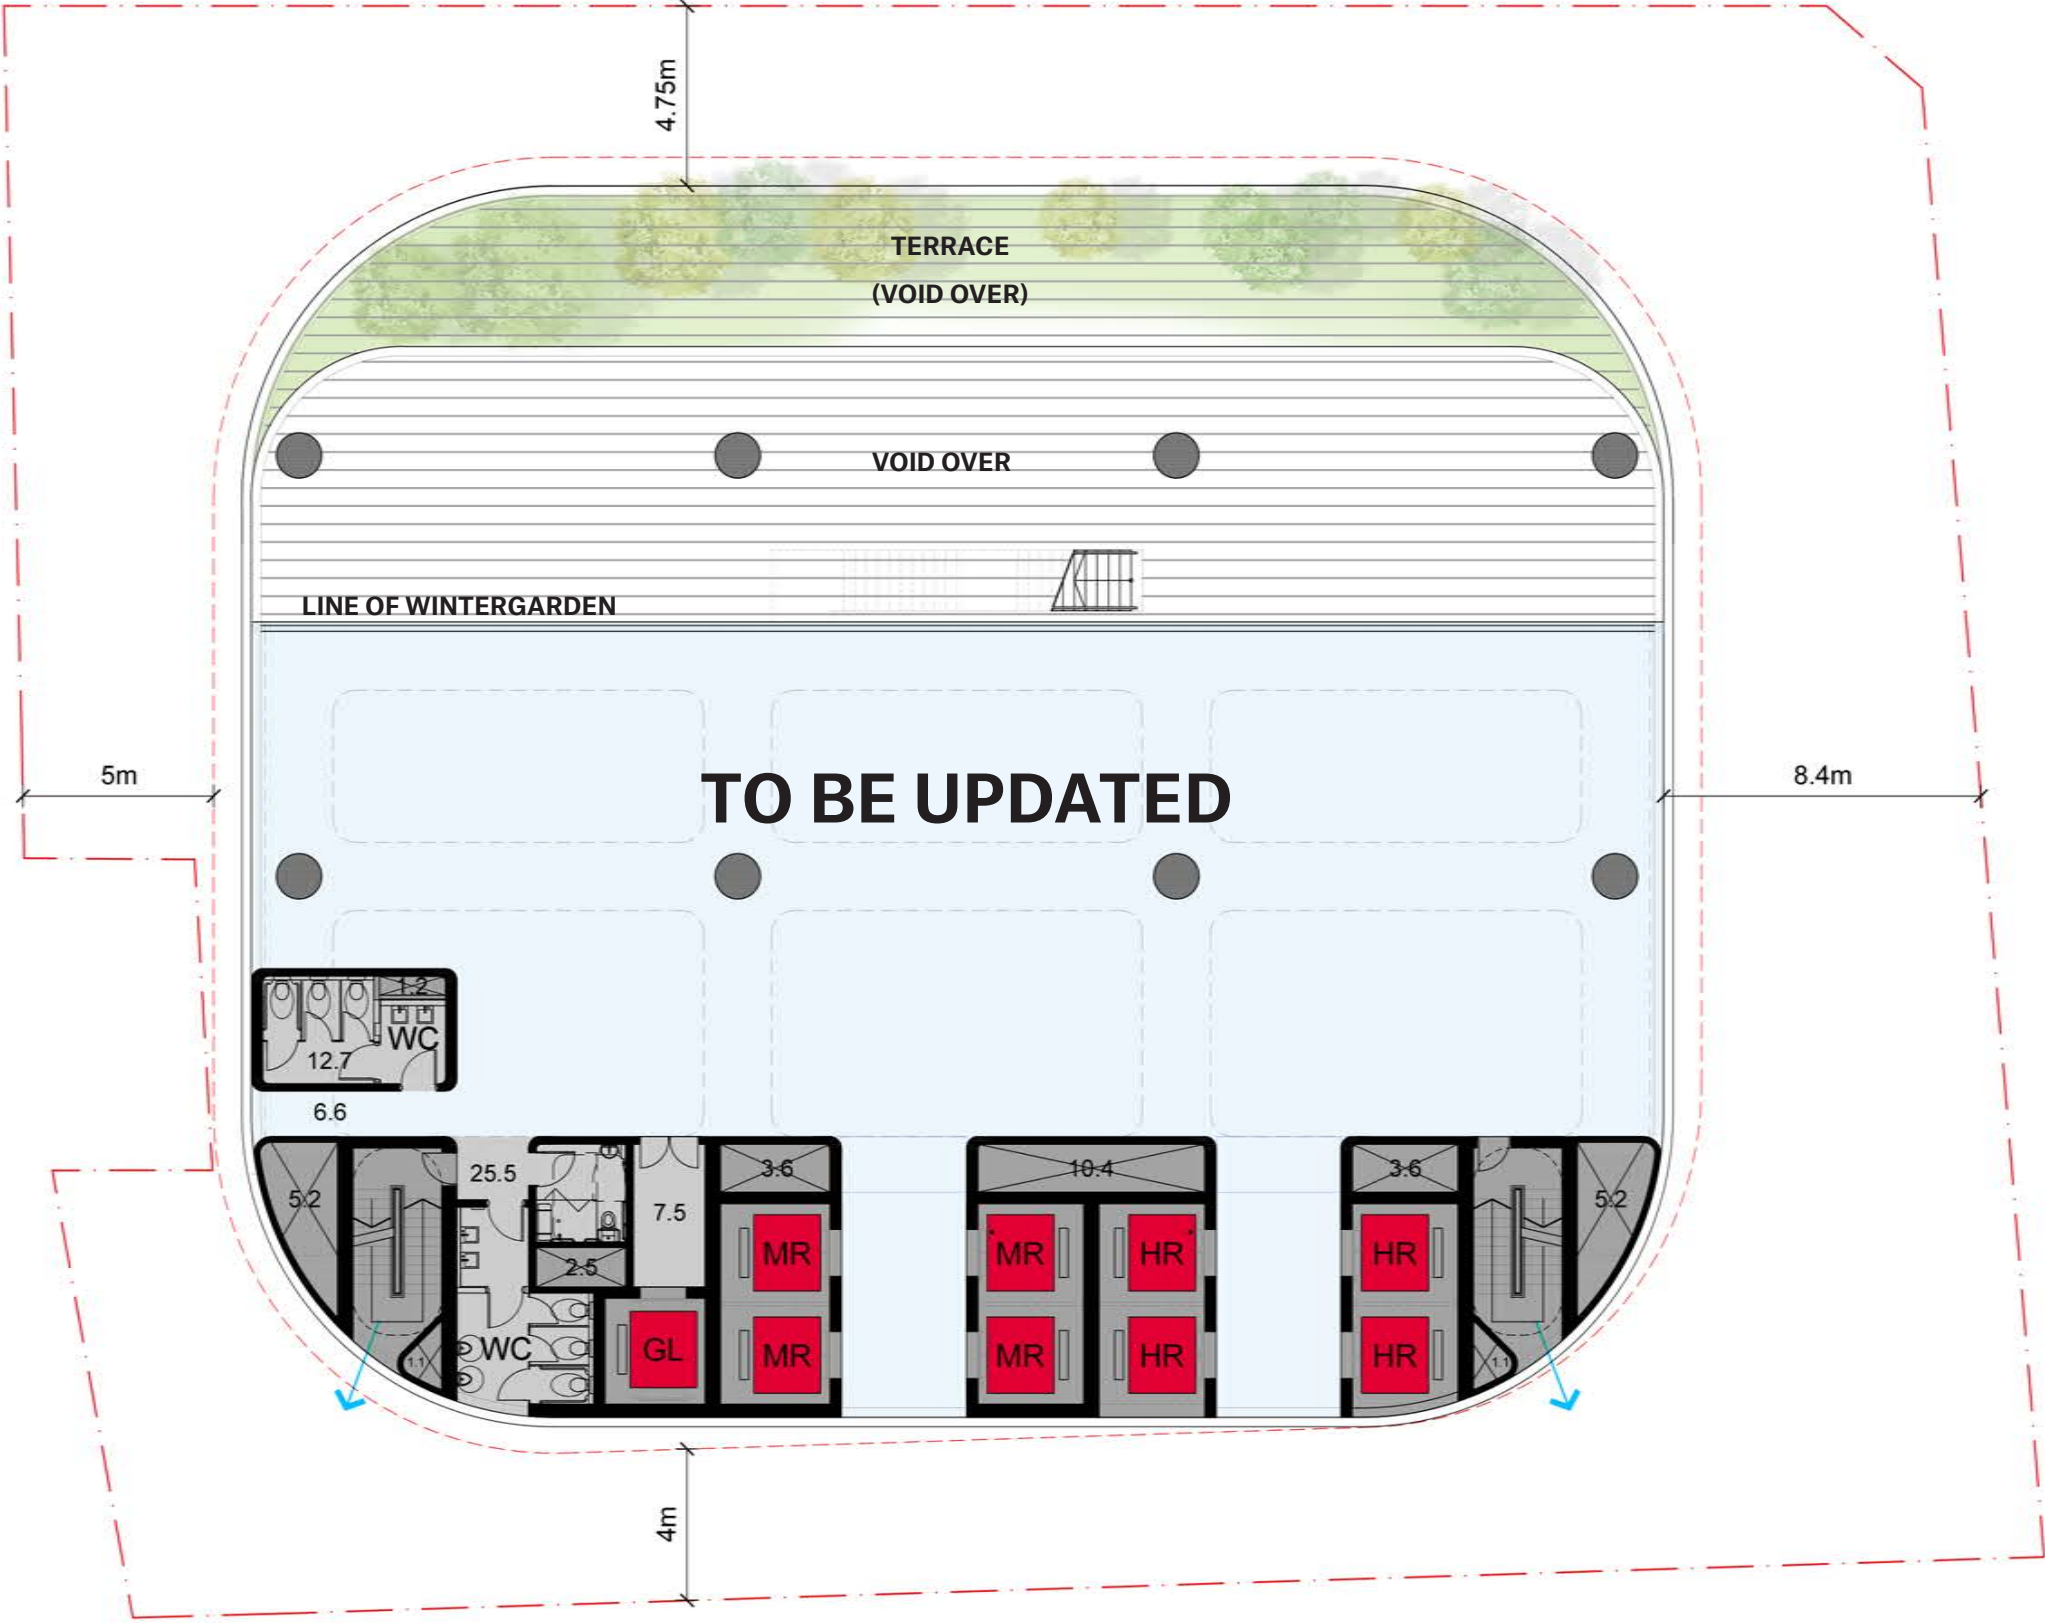 4.75m
TERRACE
(VOID OVER)
VOID OVER
LINE OF WINTERGARDEN
5m
TO BE UPDATED
8.4m
1.2
WC
12.7
6.6
5.2
25.5
7.5
3.6
10.4
3.6
5.2
2.5
MR
MR
HR
HR
1.1
WC
GL
MR
MR
HR
HR
1.1
4m